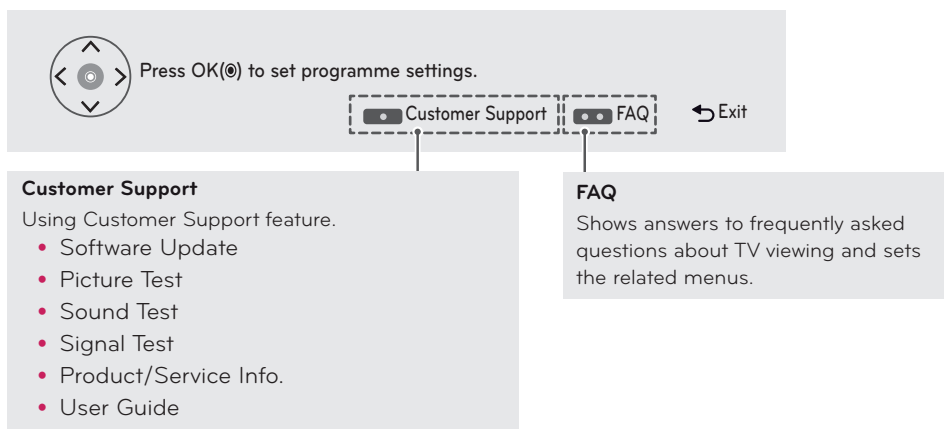 Press OK(◉) to set programme settings.
Customer Support FAQ Exit
Customer Support
Using Customer Support feature.
• Software Update
• Picture Test
• Sound Test
• Signal Test
• Product/Service Info.
• User Guide
FAQ
Shows answers to frequently asked
questions about TV viewing and sets
the related menus.